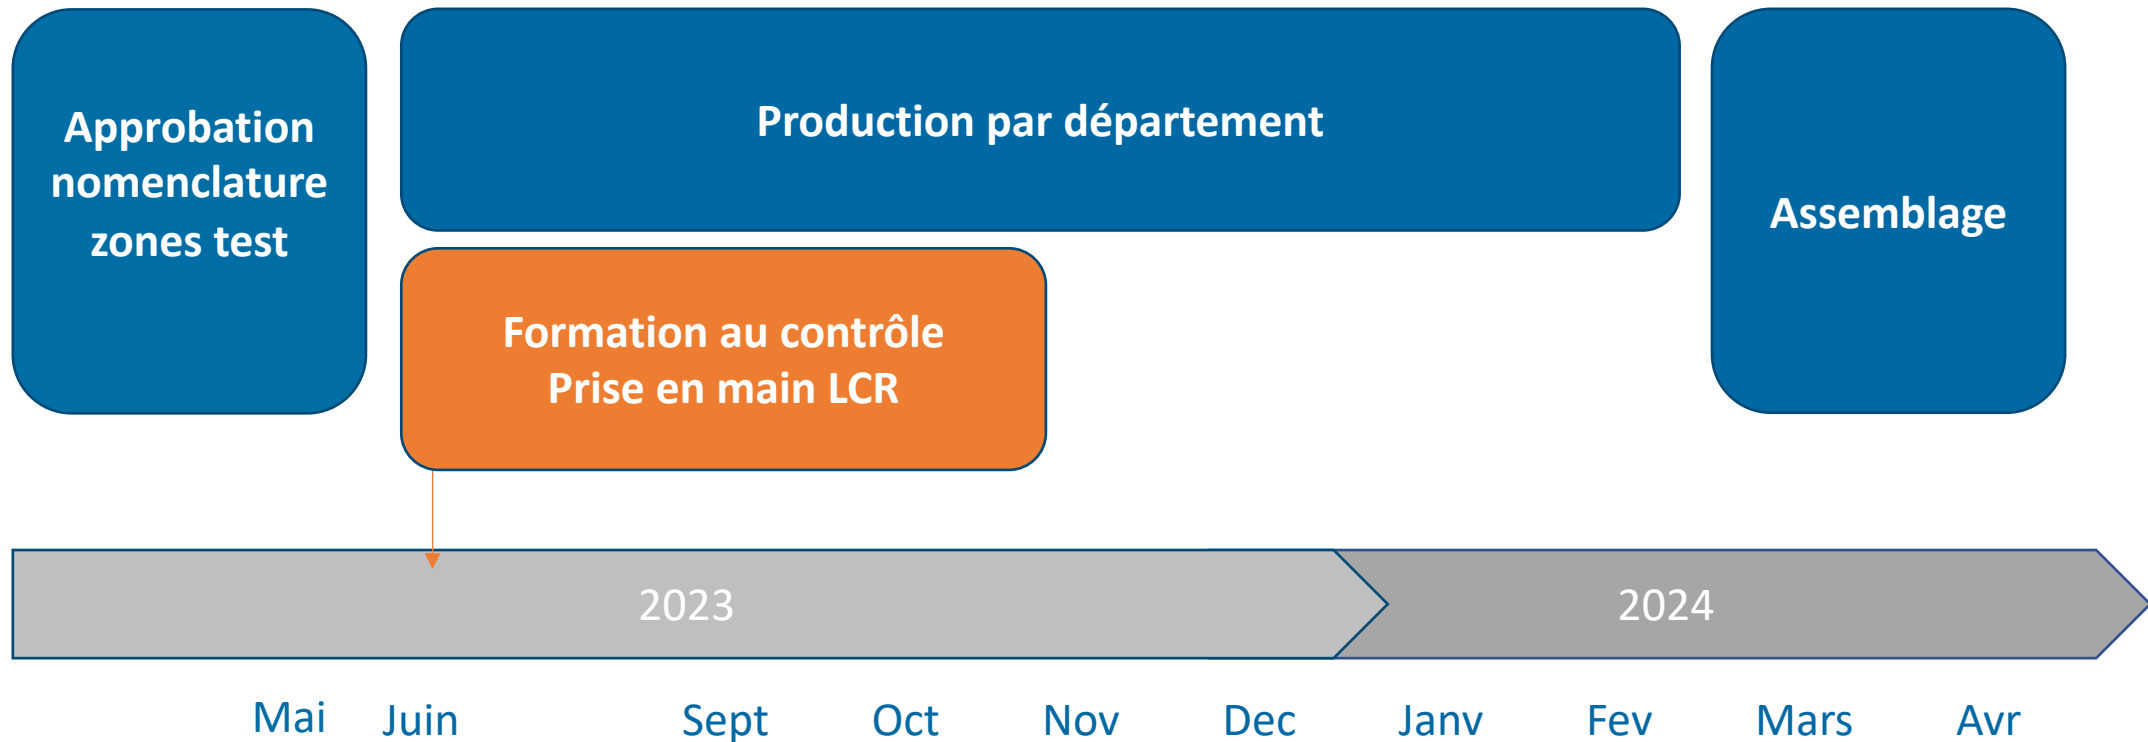 Approbation
nomenclature
zones test
Production par département
Assemblage
Formation au contrôle
Prise en main LCR
2023
2024
Mai Juin Sept Oct Nov Dec Janv Fev Mars Avr